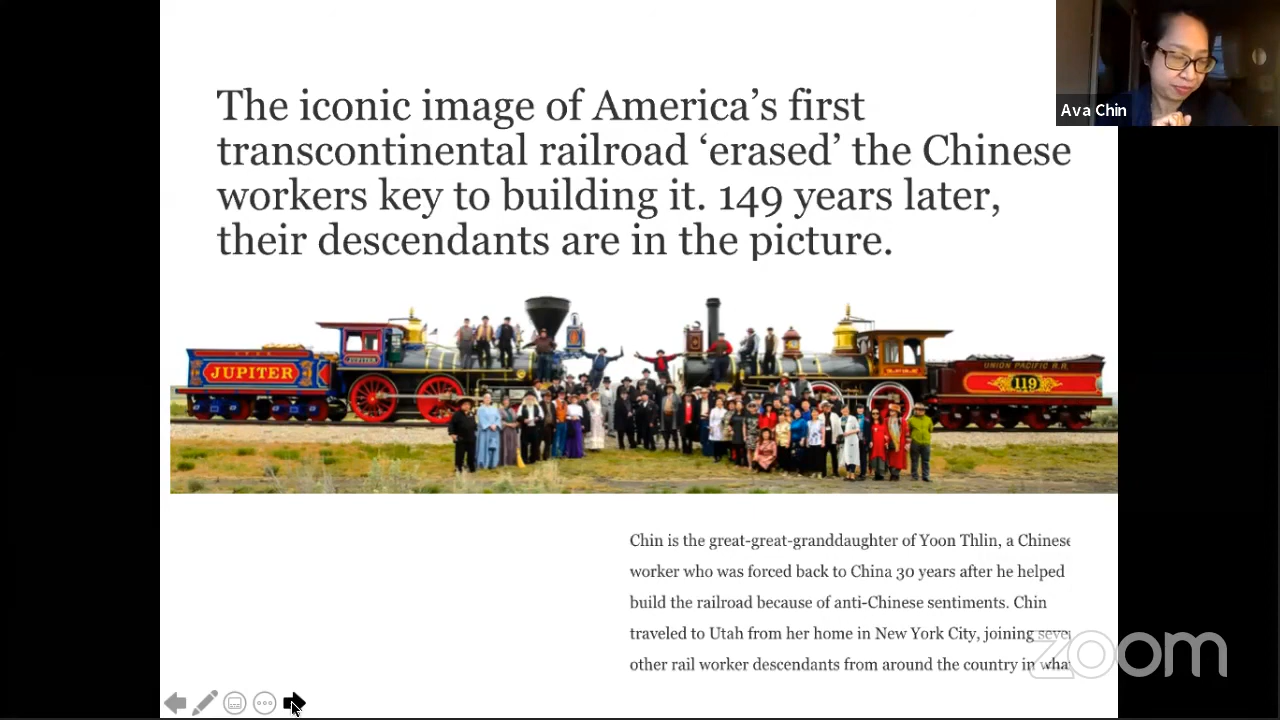 The iconic image of America's first
transcontinental railroad ‘erased’ the Chinese
workers key to building it. 149 years later,
their descendants are in the picture.
Ava Chin
JUPITER
JUPITER
UNION PACIFIC R.R.
119
Chin is the great-great-granddaughter of Yoon Thlin, a Chinese
worker who was forced back to China 30 years after he helped
build the railroad because of anti-Chinese sentiments. Chin
traveled to Utah from her home in New York City, joining
other rail worker descendants from around the country in
zoom